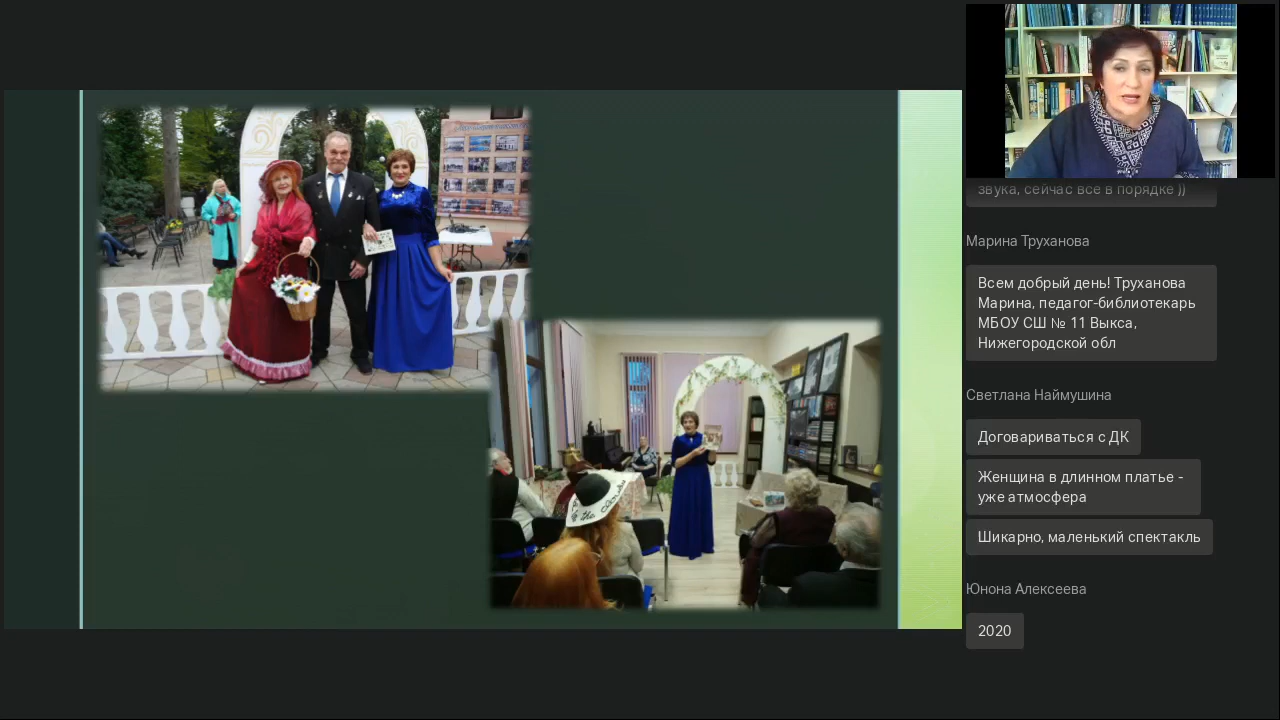 звука, сейчас все в порядке ))
Марина Труханова
Всем добрый день! Труханова
Марина, педагог-библиотекарь
МБОУ СШ № 11 Выкса,
Нижегородской обл
Светлана Наймушина
Договариваться с ДК
Женщина в длинном платье -
уже атмосфера
Шикарно, маленький спектакль
Юнона Алексеева
2020